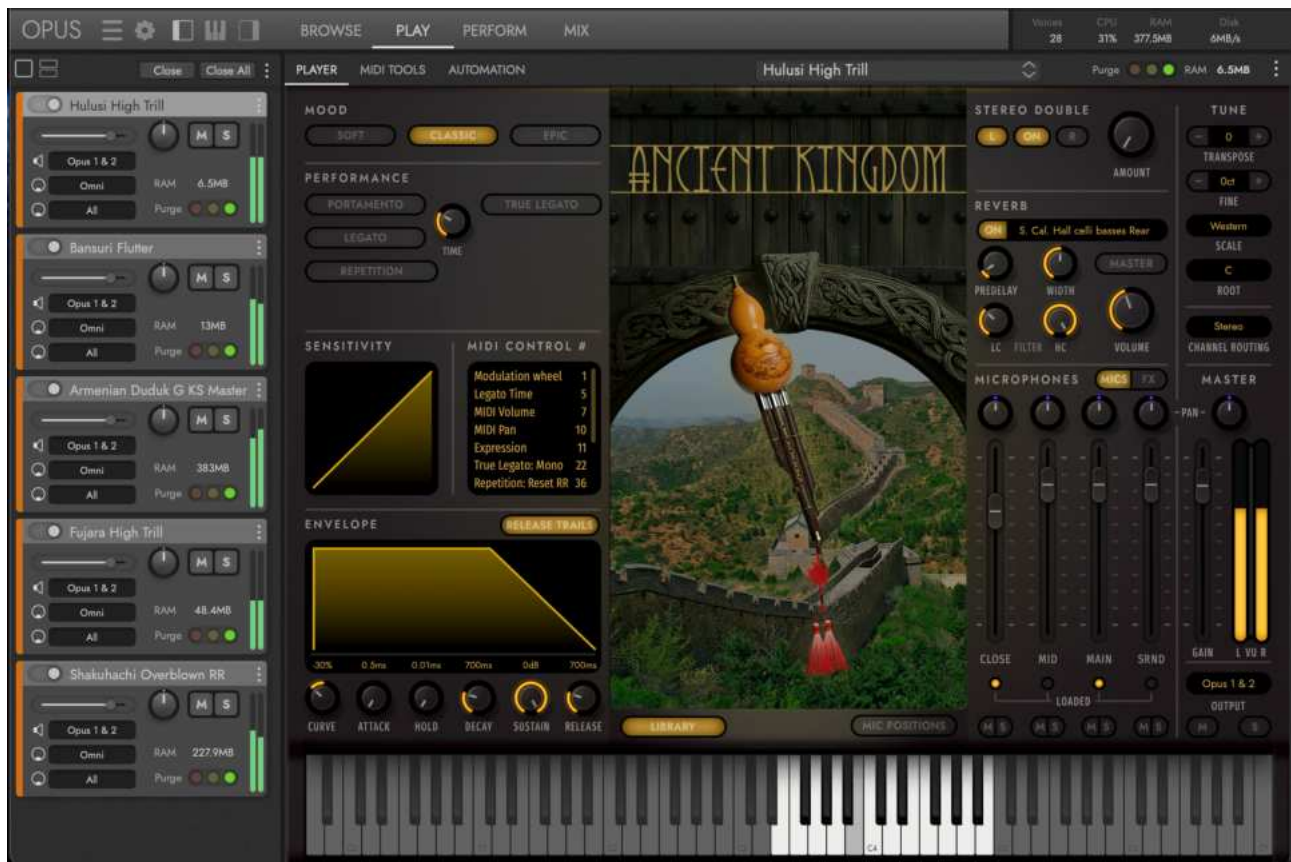 OPUS BROWSE PLAY PERFORM MIX
Voices CPU RAM Disk
28 31% 377.5MB 6MB/s
Close Close All
PLAYER MIDI TOOLS AUTOMATION
Hulusi High Trill
Purge RAM 6.5MB
Hulusi High Trill
M S
Opus 1 & 2
Omni RAM 6.5MB
All Purge
Bansuri Flutter
M S
Opus 1 & 2
Omni RAM 13MB
All Purge
Armenian Duduk G KS Master
M S
Opus 1 & 2
Omni RAM 383MB
All Purge
Fujara High Trill
M S
Opus 1 & 2
Omni RAM 48.4MB
All Purge
Shakuhachi Overblown RR
M S
Opus 1 & 2
Omni RAM 227.9MB
All Purge
MOOD
SOFT CLASSIC EPIC
PERFORMANCE
PORTAMENTO TRUE LEGATO
LEGATO
TIME
REPETITION
SENSITIVITY
MIDI CONTROL #
Modulation wheel 1
Legato Time 5
MIDI Volume 7
MIDI Pan 10
Expression 11
True Legato: Mono 22
Repetition: Reset RR 36
ENVELOPE RELEASE TRAILS
-30% 0.5ms 0.01ms 700ms 0dB 700ms
CURVE ATTACK HOLD DECAY SUSTAIN RELEASE
ANCIENT KINGDOM
LIBRARY MIC POSITIONS
STEREO DOUBLE
L ON R
AMOUNT
REVERB
ON S. Cal. Hall celli basses Rear
MASTER
PREDELAY WIDTH
LC FILTER HC VOLUME
MICROPHONES MICS FX
-PAN-
CLOSE MID MAIN SRND
LOADED
M S M S M S M S
TUNE
- 0 +
TRANSPOSE
- 0ct +
FINE
Western
SCALE
C
ROOT
Stereo
CHANNEL ROUTING
MASTER
GAIN L VU R
Opus 1 & 2
OUTPUT
M S
C4